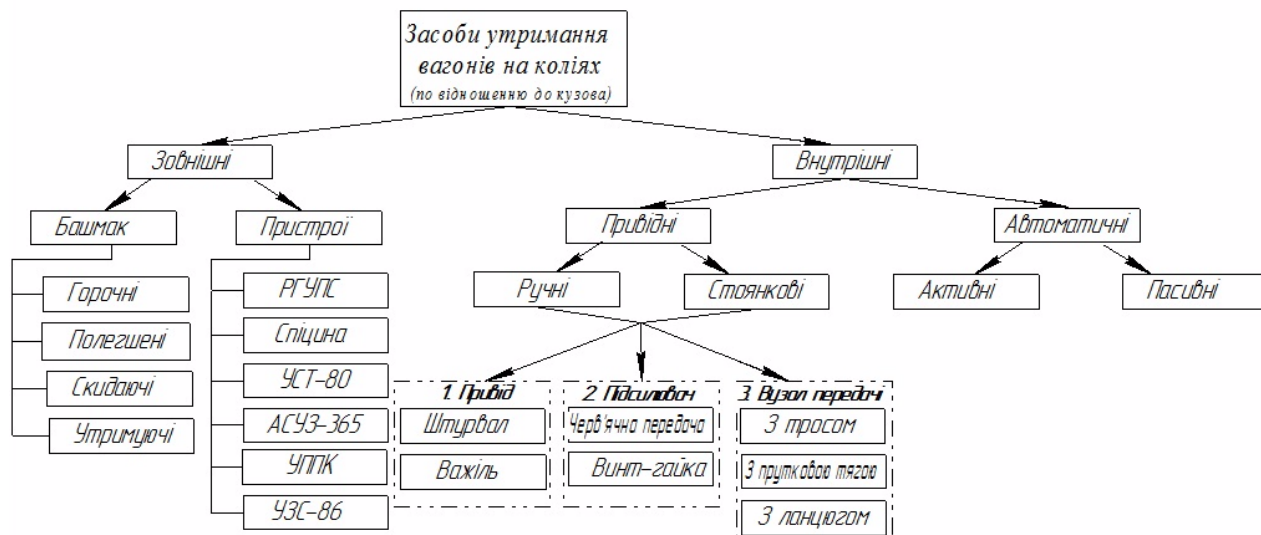 Засоби утримання
вагонів на коліях
(по відношенню до кузова)
Зовнішні
Внутрішні
Башмак
Пристрої
Привідні
Автоматичні
Горочні
Полегшені
Скидаючі
Утримуючі
РГУПС
Спіцина
УСТ-80
АСУЗ-365
УППК
УЗС-86
Ручні
Стоянкові
Активні
Пасивні
1. Привід
Штурвал
Важіль
2. Підсилювач
Черв'ячна передача
Винт-гайка
3. Вузол передачі
З тросом
З прутковою тягою
З ланцюгом